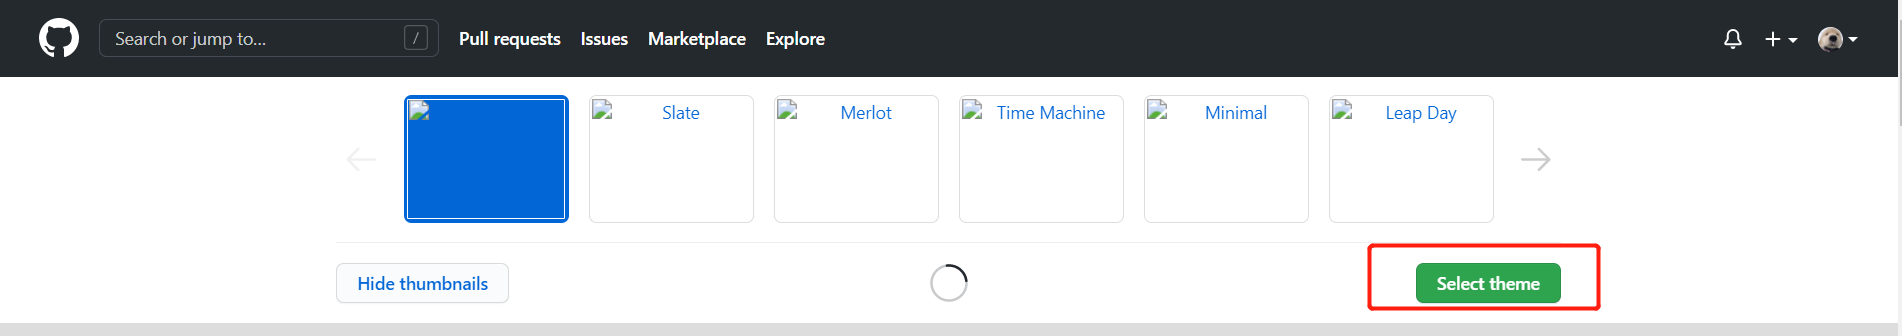 Search or jump to... / Pull requests Issues Marketplace Explore
Slate Merlot Time Machine Minimal Leap Day
Hide thumbnails Select theme